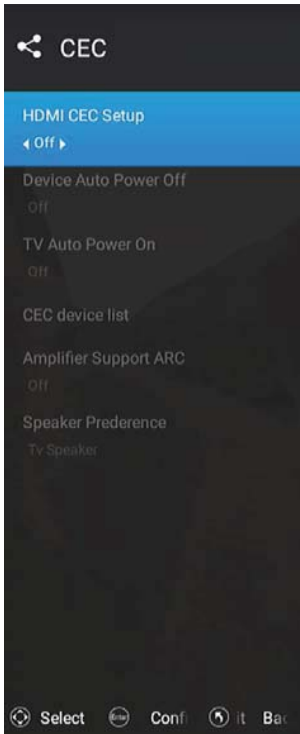 CEC
HDMI CEC Setup
Off
Device Auto Power Off
Off
TV Auto Power On
Off
CEC device list
Amplifier Support ARC
Off
Speaker Prederence
Tv Speaker
Select Enter Conf it Bac